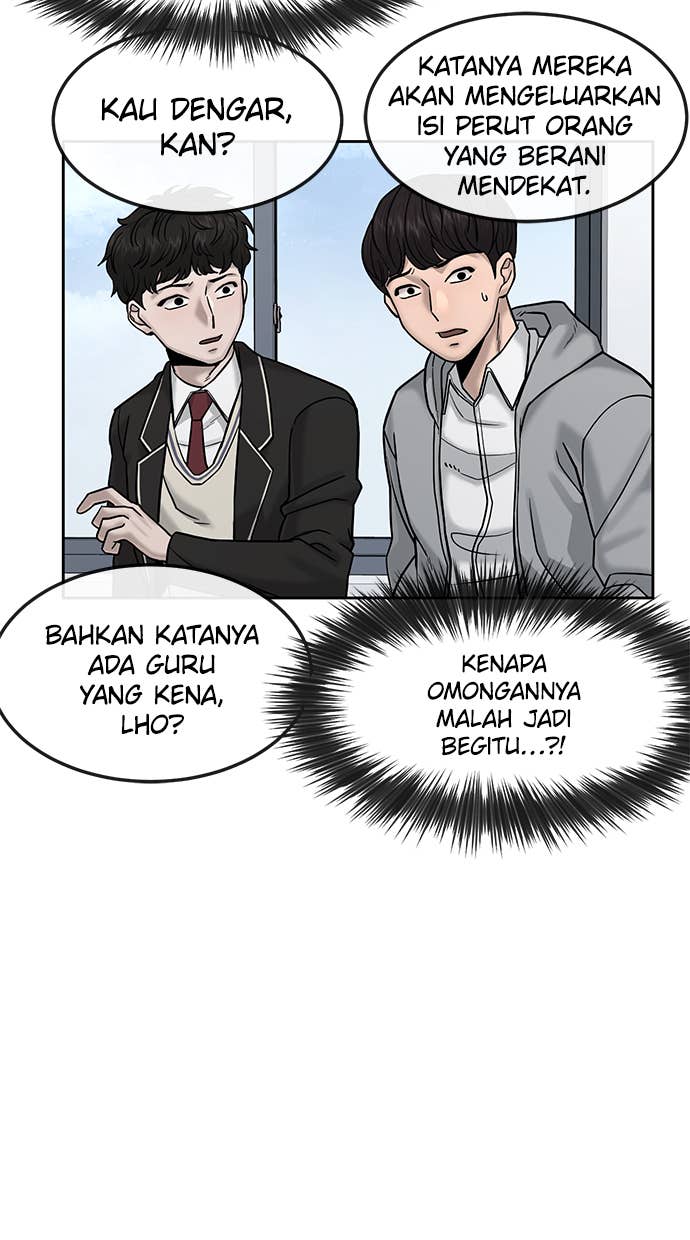 KAU DENGAR,
KAN?
KATANYA MEREKA
AKAN MENGELUARKAN
ISI PERUT ORANG
YANG BERANI
MENDEKAT.
BAHKAN KATANYA
ADA GURU
YANG KENA,
LHO?
KENAPA
OMONGANNYA
MALAH JADI
BEGITU...?!